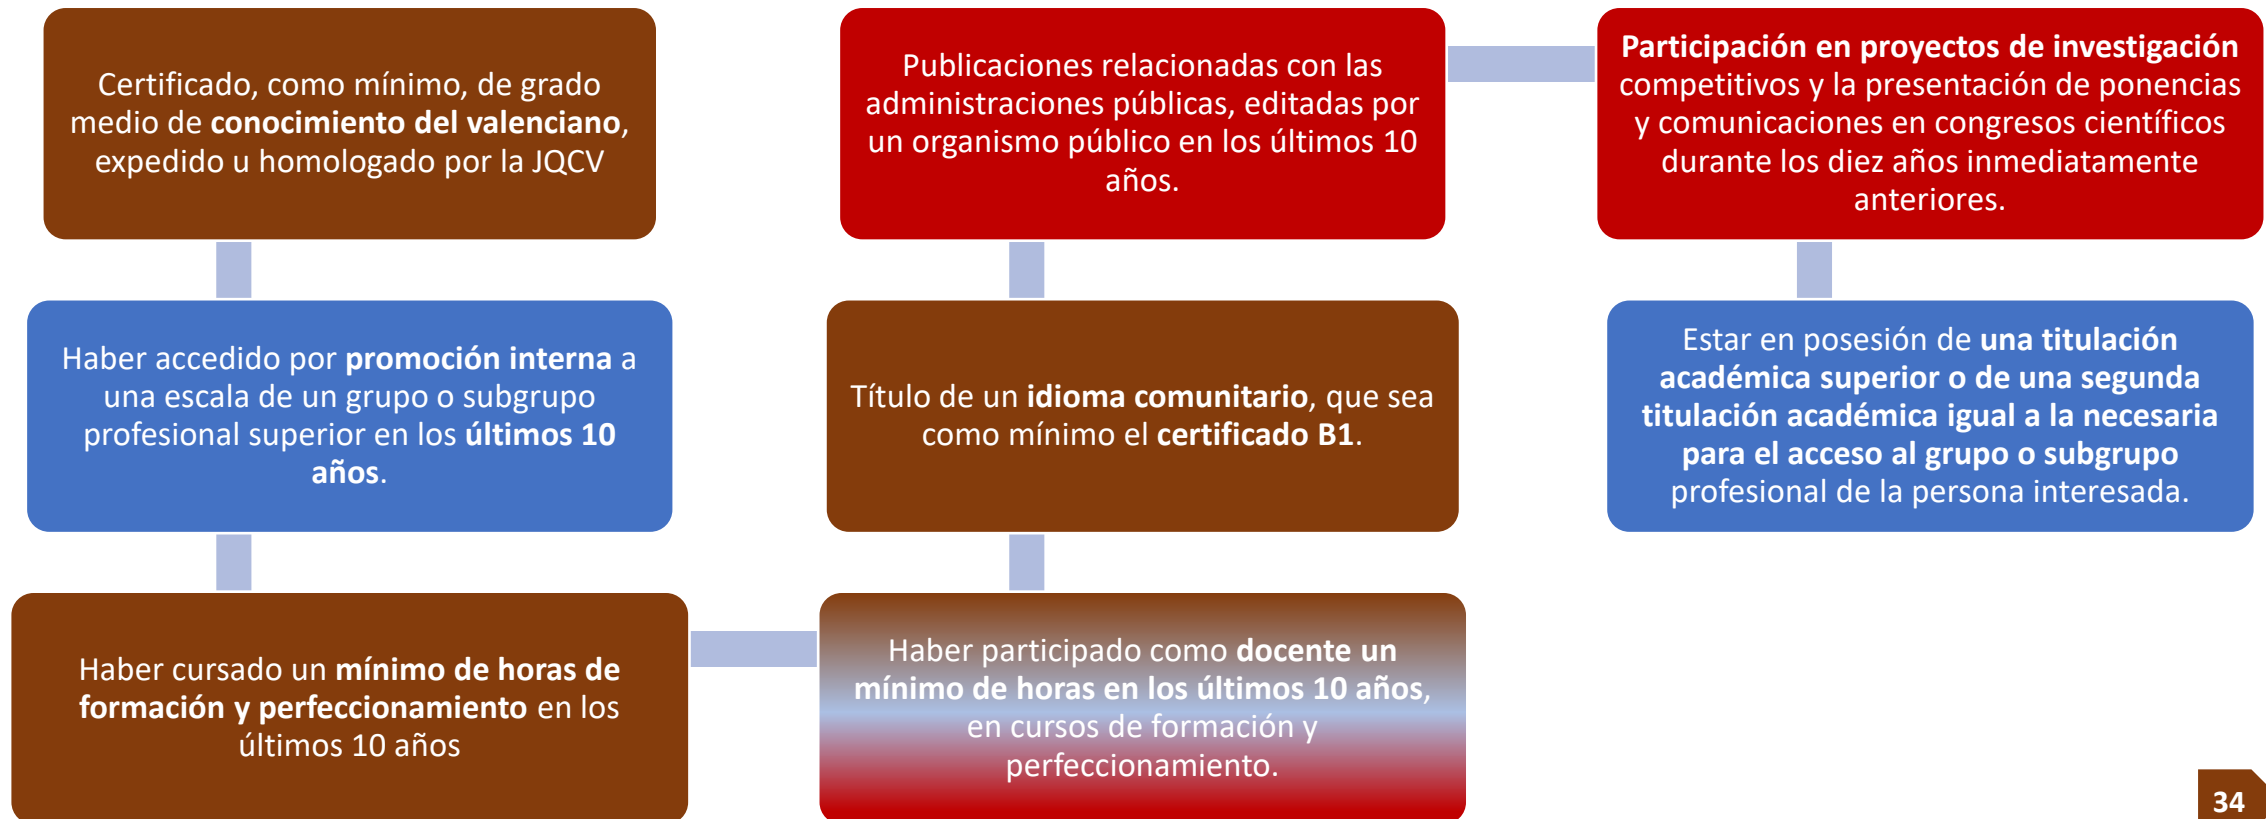 Certificado, como mínimo, de grado
medio de conocimiento del valenciano,
expedido u homologado por la JQCV
Haber accedido por promoción interna a
una escala de un grupo o subgrupo
profesional superior en los últimos 10
años.
Haber cursado un mínimo de horas de
formación y perfeccionamiento en los
últimos 10 años
Haber participado como docente un
mínimo de horas en los últimos 10 años,
en cursos de formación y
perfeccionamiento.
Título de un idioma comunitario, que sea
como mínimo el certificado B1.
Publicaciones relacionadas con las
administraciones públicas, editadas por
un organismo público en los últimos 10
años.
Participación en proyectos de investigación
competitivos y la presentación de ponencias
y comunicaciones en congresos científicos
durante los diez años inmediatamente
anteriores.
Estar en posesión de una titulación
académica superior o de una segunda
titulación académica igual a la necesaria
para el acceso al grupo o subgrupo
profesional de la persona interesada.
34